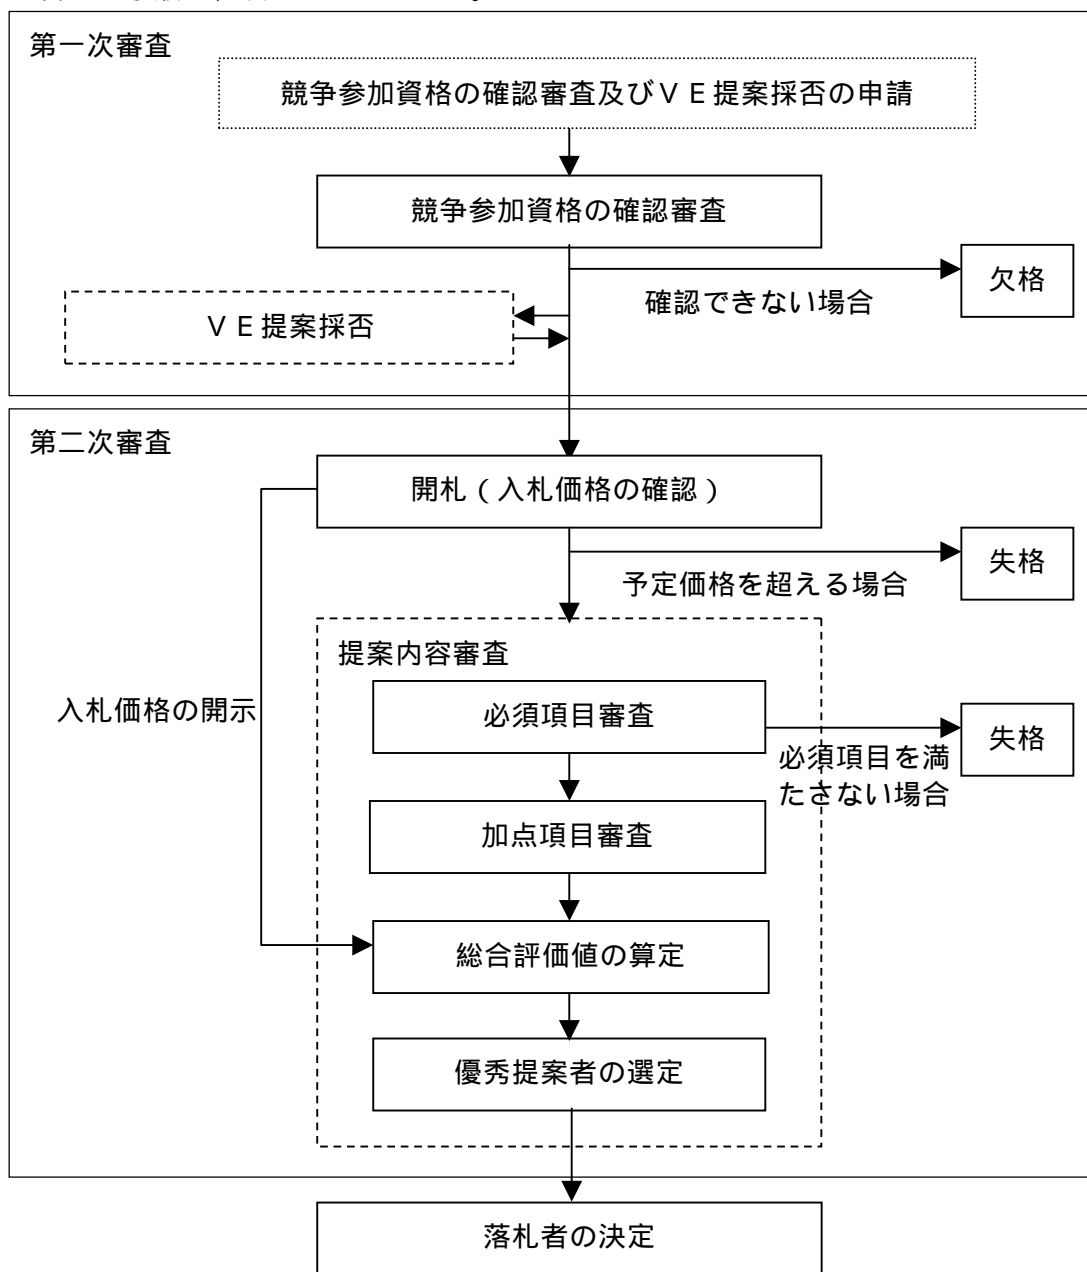 第一次審査
競争参加資格の確認審査及びＶＥ提案採否の申請
競争参加資格の確認審査
欠格
確認できない場合
ＶＥ提案採否
第二次審査
開札（入札価格の確認）
失格
予定価格を超える場合
提案内容審査
入札価格の開示
必須項目審査
失格
必須項目を満
たさない場合
加点項目審査
総合評価値の算定
優秀提案者の選定
落札者の決定